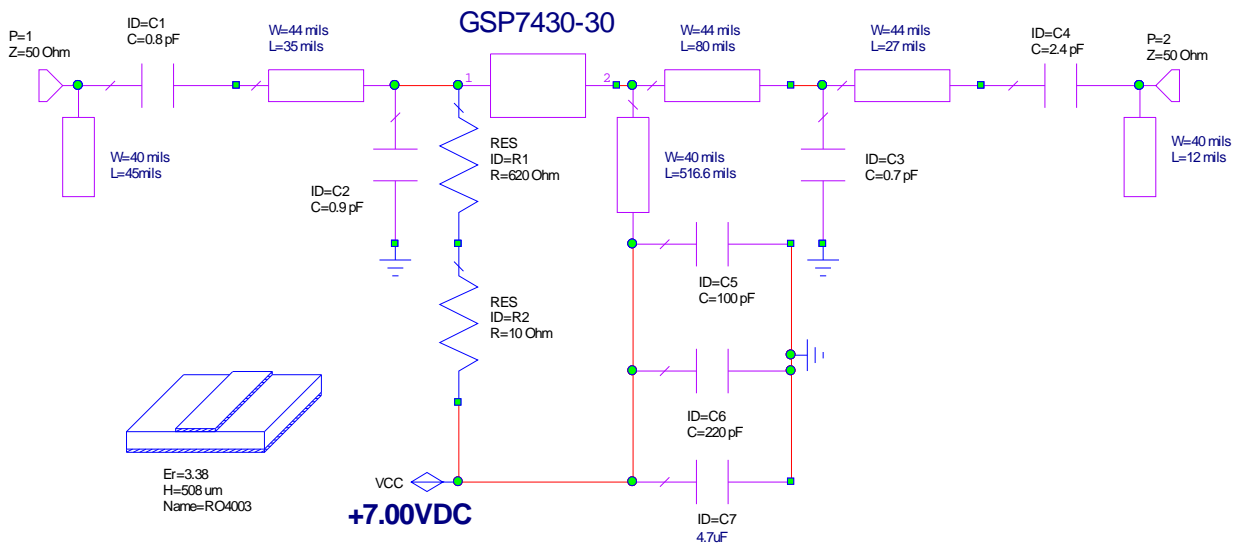 GSP7430-30
P=1
Z=50 Ohm
ID=C1
C=0.8 pF
W=44 mils
L=35 mils
W=44 mils
L=80 mils
W=44 mils
L=27 mils
ID=C4
C=2.4 pF
P=2
Z=50 Ohm
1
2
W=40 mils
L=45mils
ID=C2
C=0.9 pF
RES
ID=R1
R=620 Ohm
W=40 mils
L=516.6 mils
ID=C3
C=0.7 pF
W=40 mils
L=12 mils
RES
ID=R2
R=10 Ohm
ID=C5
C=100 pF
ID=C6
C=220 pF
Er=3.38
H=508 um
Name=RO4003
VCC
+7.00VDC
ID=C7
4.7uF